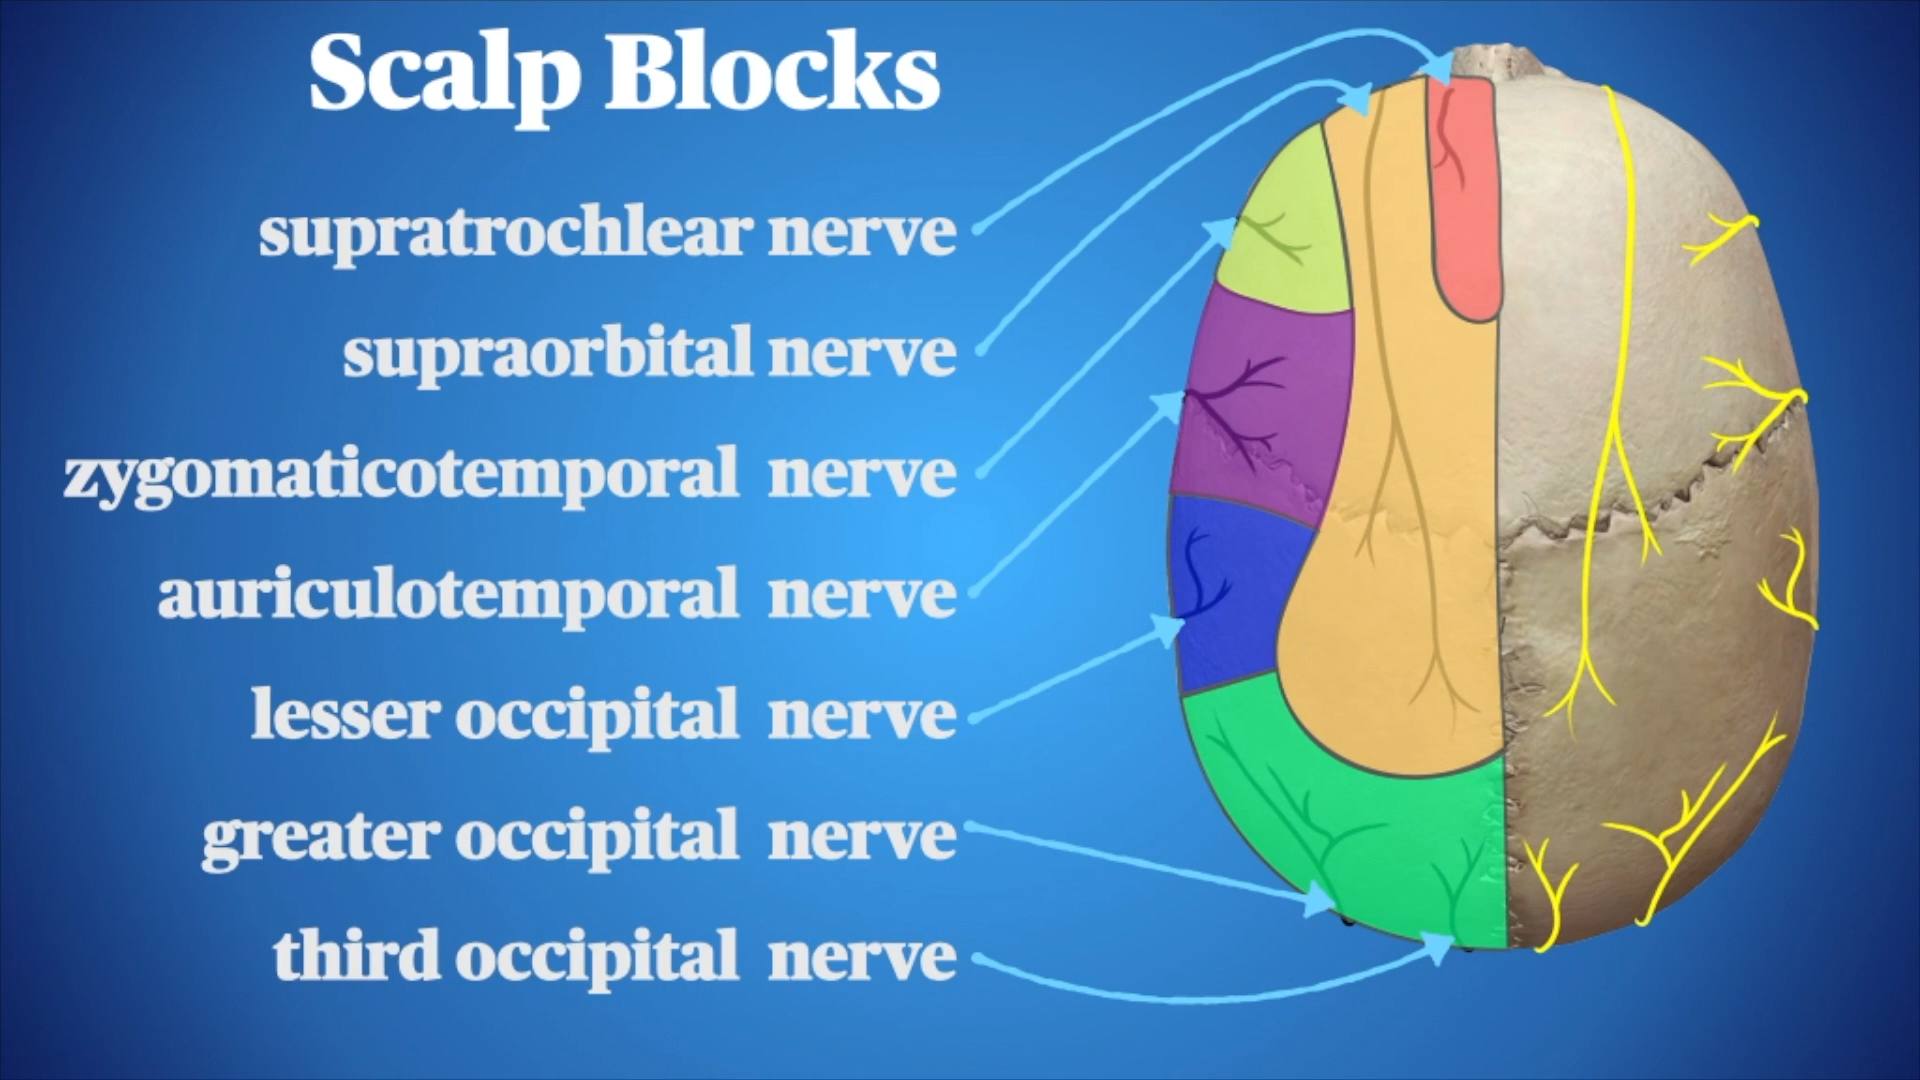 Scalp Blocks
supratrochlear nerve
supraorbital nerve
zygomaticotemporal nerve
auriculotemporal nerve
lesser occipital nerve
greater occipital nerve
third occipital nerve